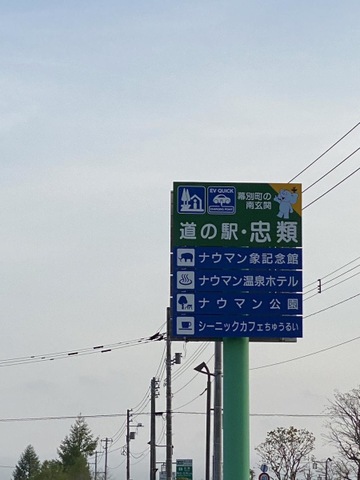 EV QUICK
幕別町の
南玄関
道の駅・忠類
ナウマン象記念館
ナウマン温泉ホテル
ナウマン公園
シーニックカフェちゅうるい